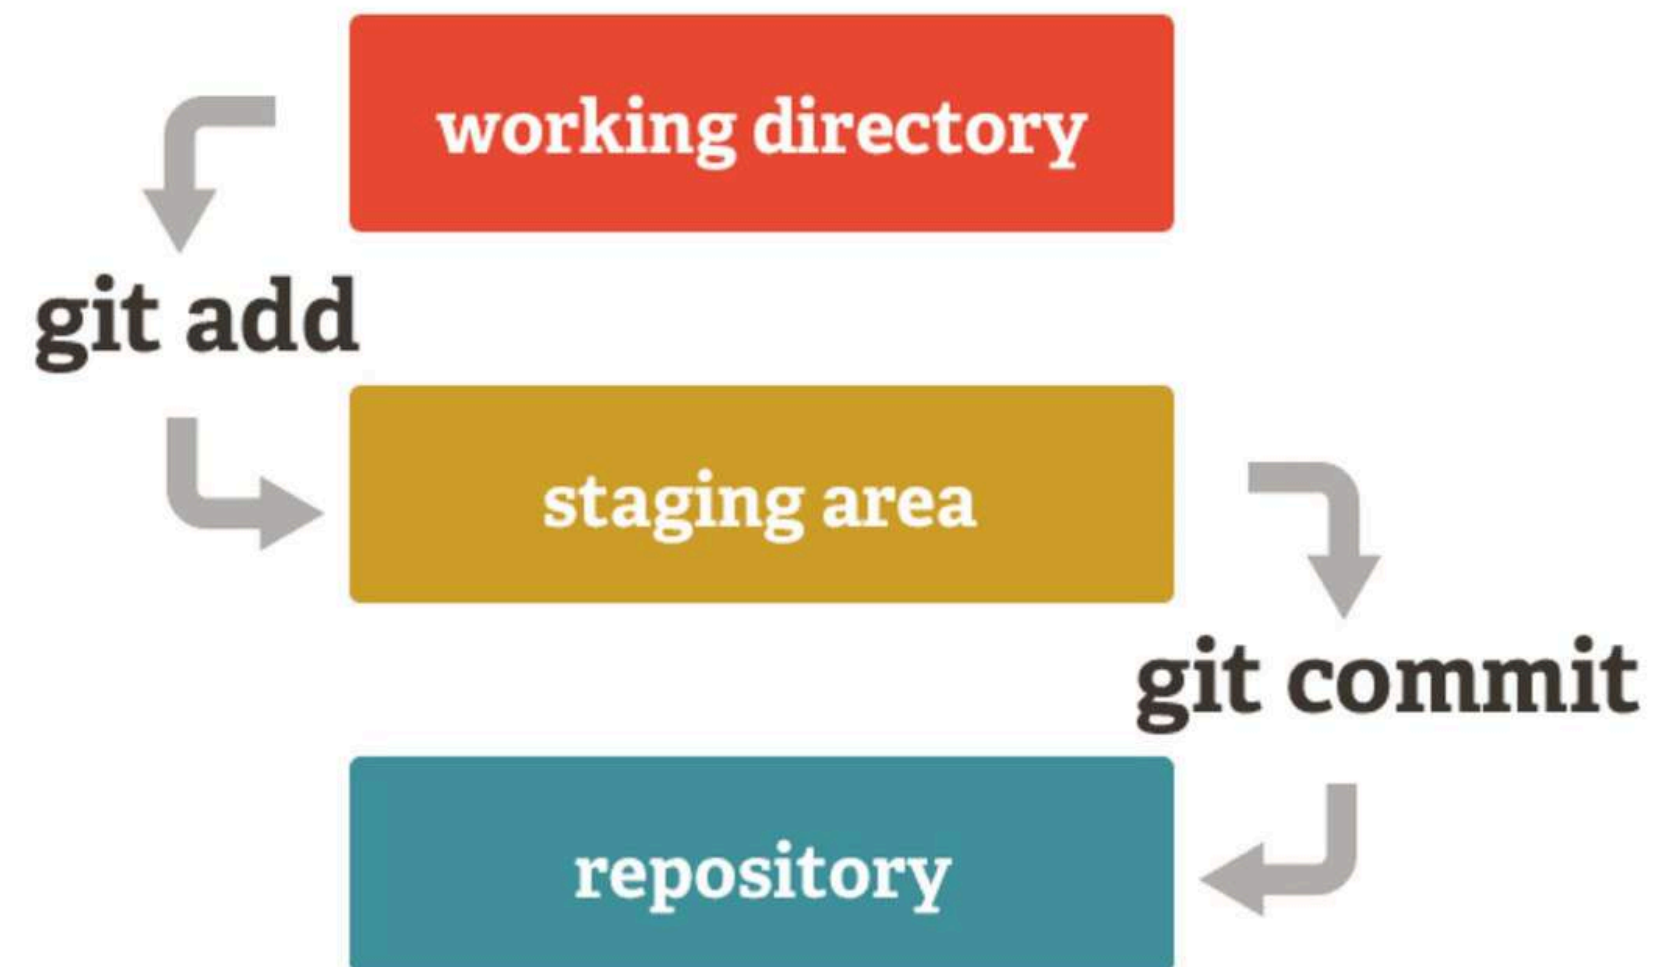 working directory
git add
staging area
git commit
repository